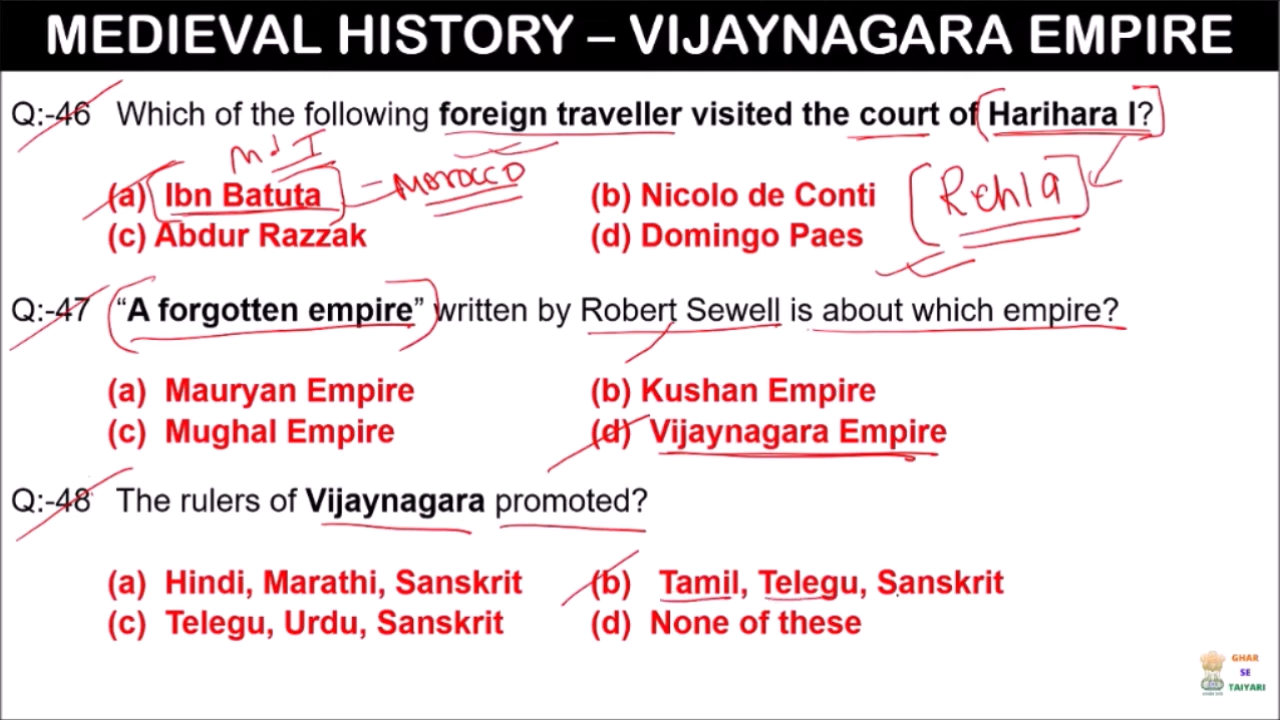 MEDIEVAL HISTORY – VIJAYNAGARA EMPIRE
Q:-46 Which of the following foreign traveller visited the court of Harihara I?
Md I
(a) Ibn Batuta – Morocco (b) Nicolo de Conti Rehla
(c) Abdur Razzak (d) Domingo Paes
Q:-47 “A forgotten empire” written by Robert Sewell is about which empire?
(a) Mauryan Empire (b) Kushan Empire
(c) Mughal Empire (d) Vijaynagara Empire
Q:-48 The rulers of Vijaynagara promoted?
(a) Hindi, Marathi, Sanskrit (b) Tamil, Telegu, Sanskrit
(c) Telegu, Urdu, Sanskrit (d) None of these
GHAR
SE
TAIYARI